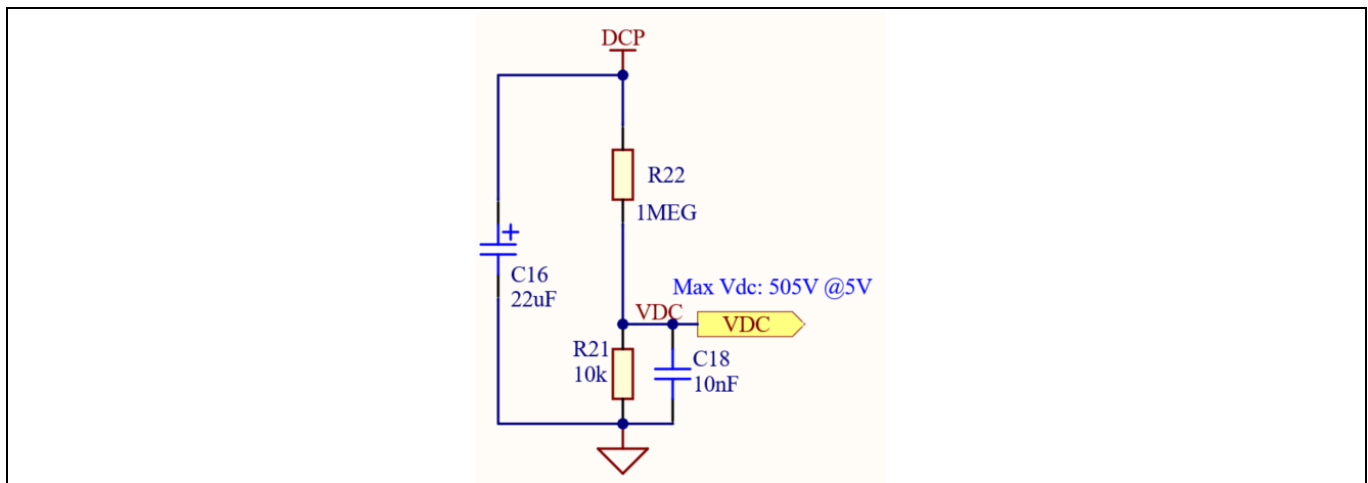 DCP
R22
1MEG
+
C16
22uF
Max Vdc: 505V @5V
VDC
VDC
R21
10k
C18
10nF